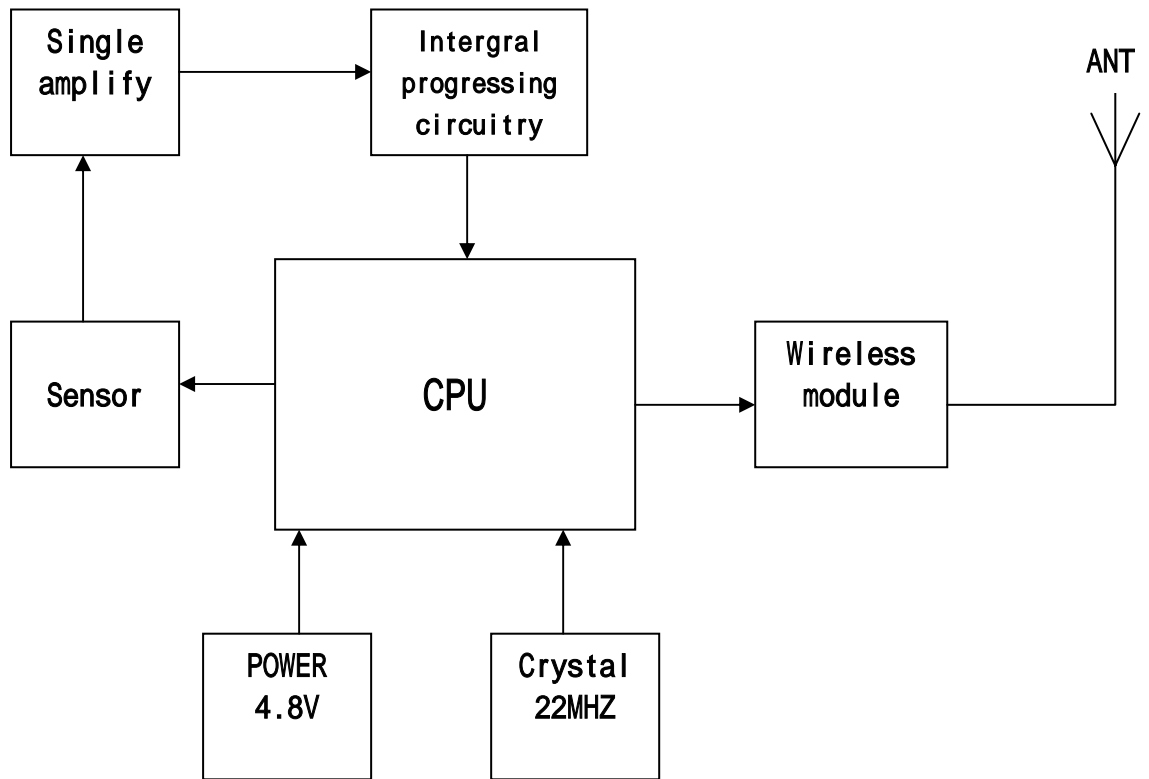 Single
amplify
Intergral
progressing
circuitry
ANT
Sensor
CPU
Wireless
module
POWER
4.8V
Crystal
22MHZ